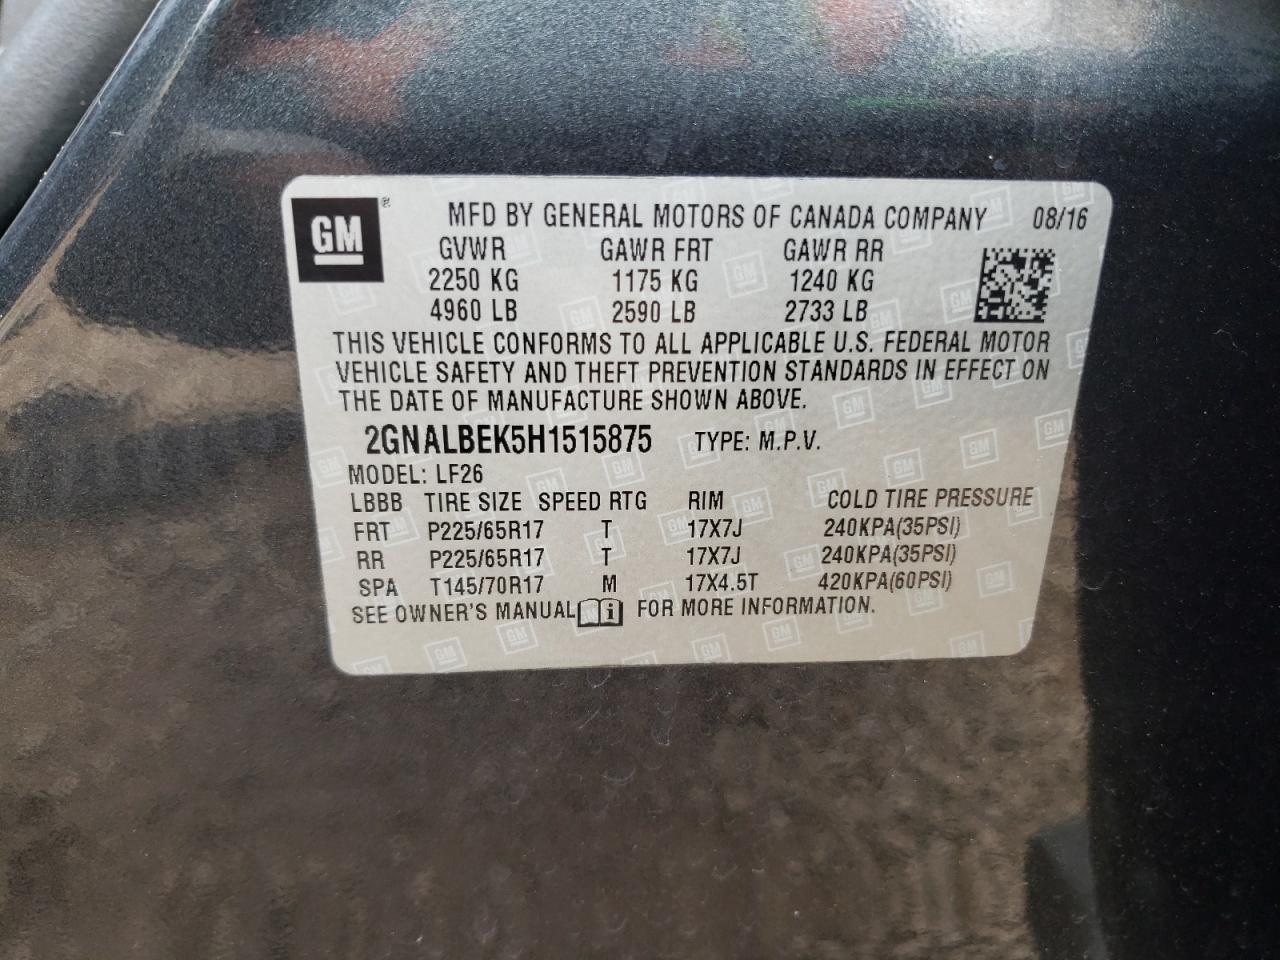 GM ® MFD BY GENERAL MOTORS OF CANADA COMPANY 08/16
GVWR GAWR FRT GAWR RR
2250 KG 1175 KG 1240 KG
4960 LB 2590 LB 2733 LB
THIS VEHICLE CONFORMS TO ALL APPLICABLE U.S. FEDERAL MOTOR
VEHICLE SAFETY AND THEFT PREVENTION STANDARDS IN EFFECT ON
THE DATE OF MANUFACTURE SHOWN ABOVE.
2GNALBEK5H1515875 TYPE: M.P.V.
MODEL: LF26
LBBB TIRE SIZE SPEED RTG RIM COLD TIRE PRESSURE
FRT P225/65R17 T 17X7J 240KPA(35PSI)
RR P225/65R17 T 17X7J 240KPA(35PSI)
SPA T145/70R17 M 17X4.5T 420KPA(60PSI)
SEE OWNER'S MANUAL i FOR MORE INFORMATION.